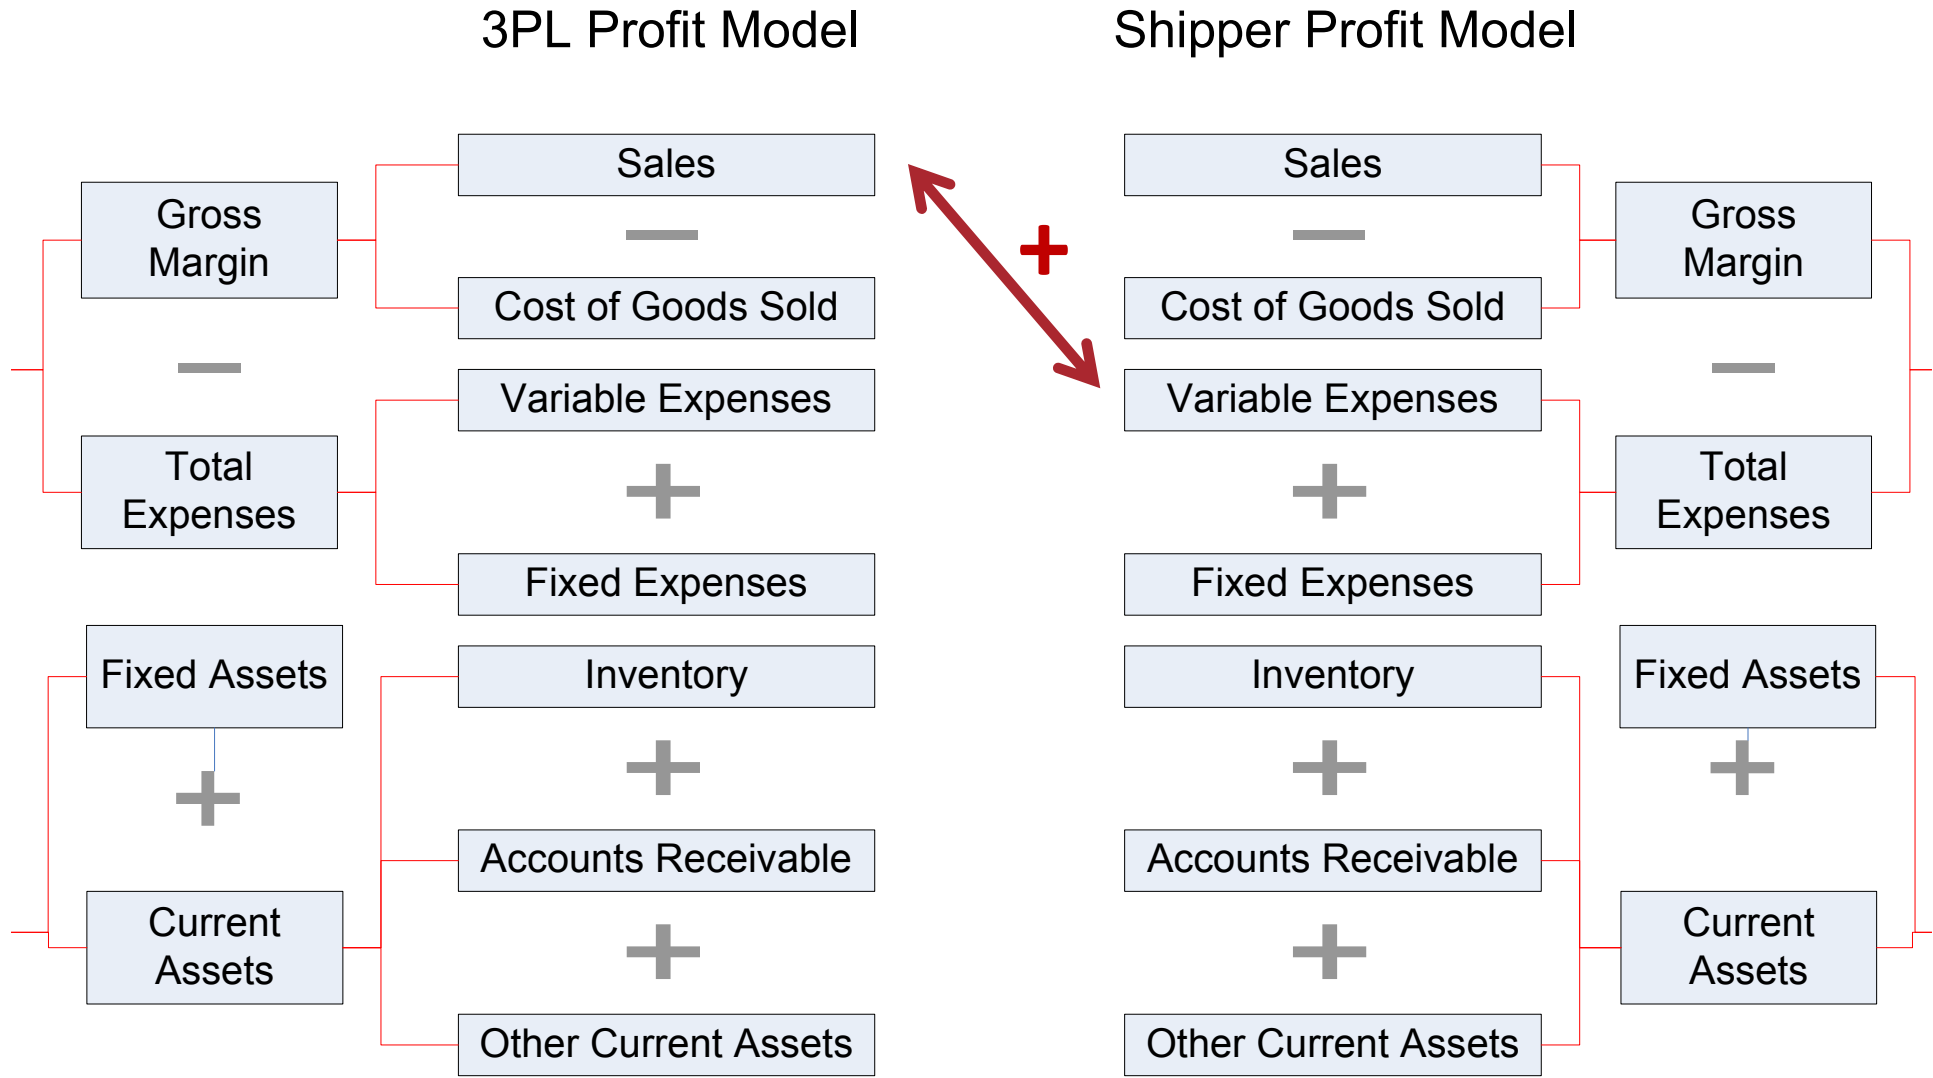 3PL Profit Model
Shipper Profit Model
Sales
Gross
Margin
Cost of Goods Sold
Variable Expenses
Total
Expenses
Fixed Expenses
Fixed Assets
Inventory
Accounts Receivable
Current
Assets
Other Current Assets
Sales
Gross
Margin
Cost of Goods Sold
Variable Expenses
Total
Expenses
Fixed Expenses
Inventory
Fixed Assets
Accounts Receivable
Current
Assets
Other Current Assets